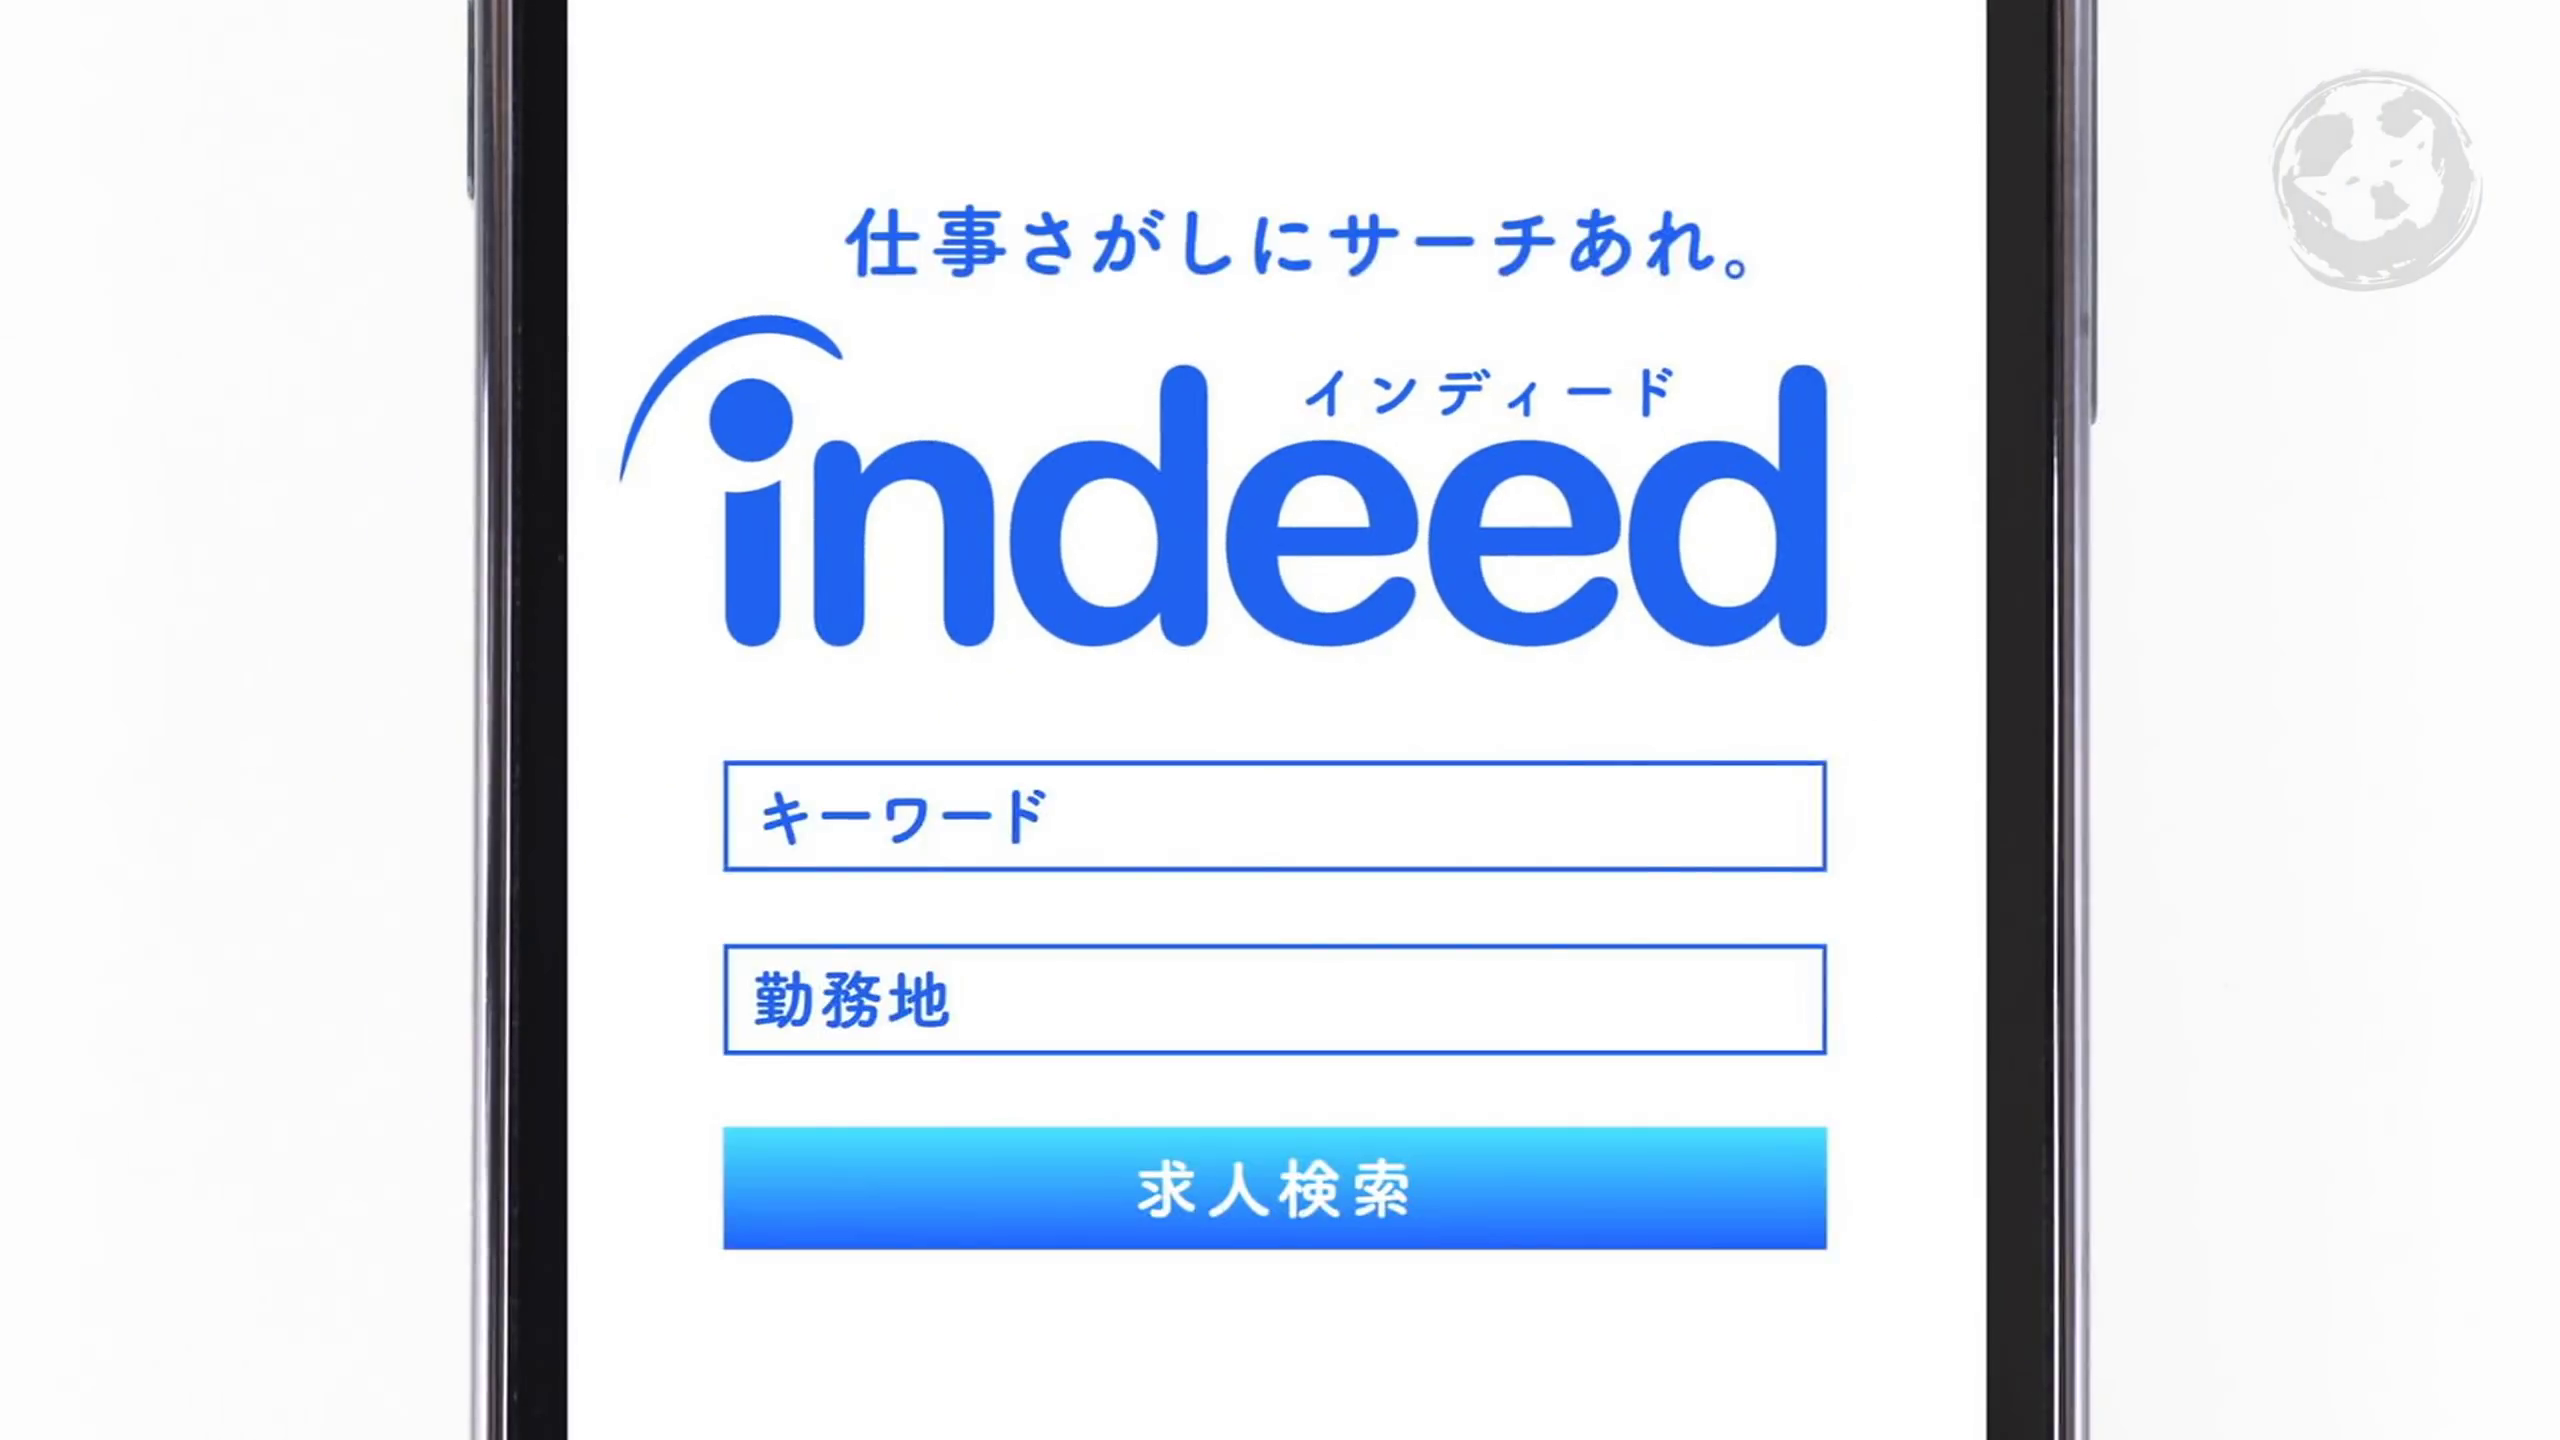 仕事さがしにサーチあれ。
インディード
indeed
キーワード
勤務地
求人検索